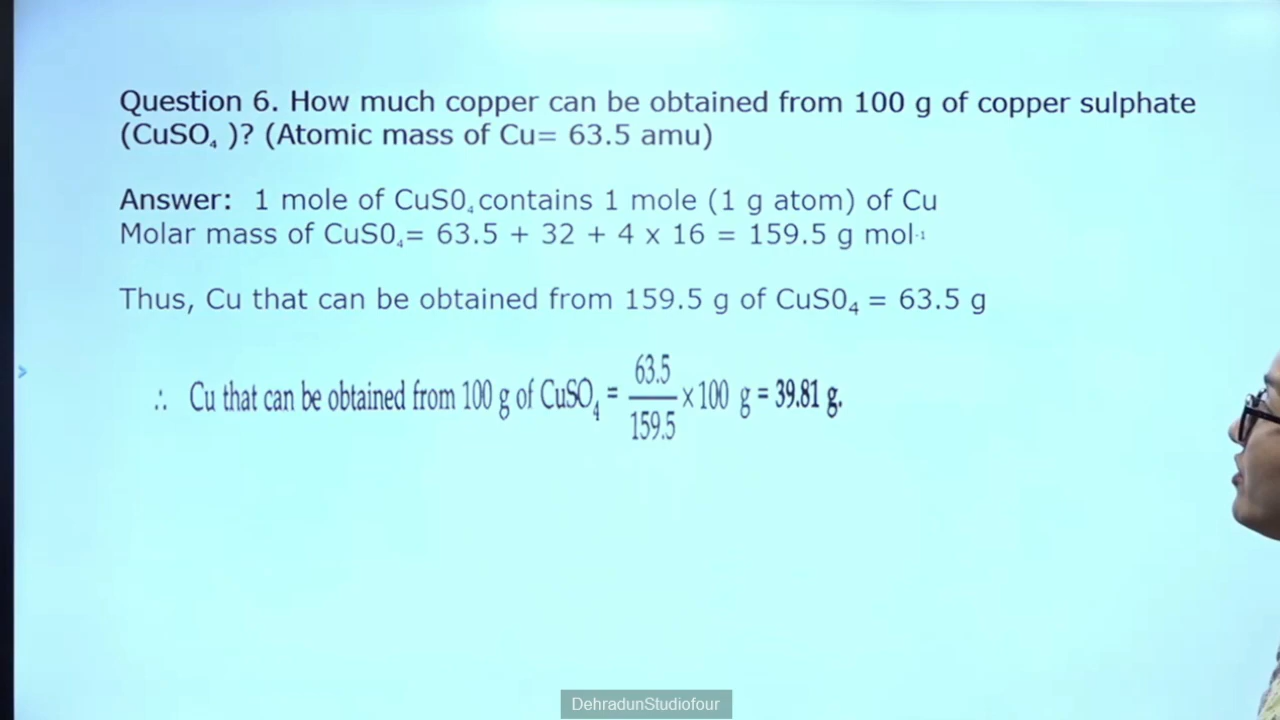 Question 6. How much copper can be obtained from 100 g of copper sulphate
(CuSO₄ )? (Atomic mass of Cu= 63.5 amu)
Answer: 1 mole of CuS0₄ contains 1 mole (1 g atom) of Cu
Molar mass of CuS0₄= 63.5 + 32 + 4 x 16 = 159.5 g mol⁻¹
Thus, Cu that can be obtained from 159.5 g of CuS0₄ = 63.5 g
∴ Cu that can be obtained from 100 g of CuSO₄ = 63.5/159.5 × 100 g = 39.81 g.
DehradunStudiofour